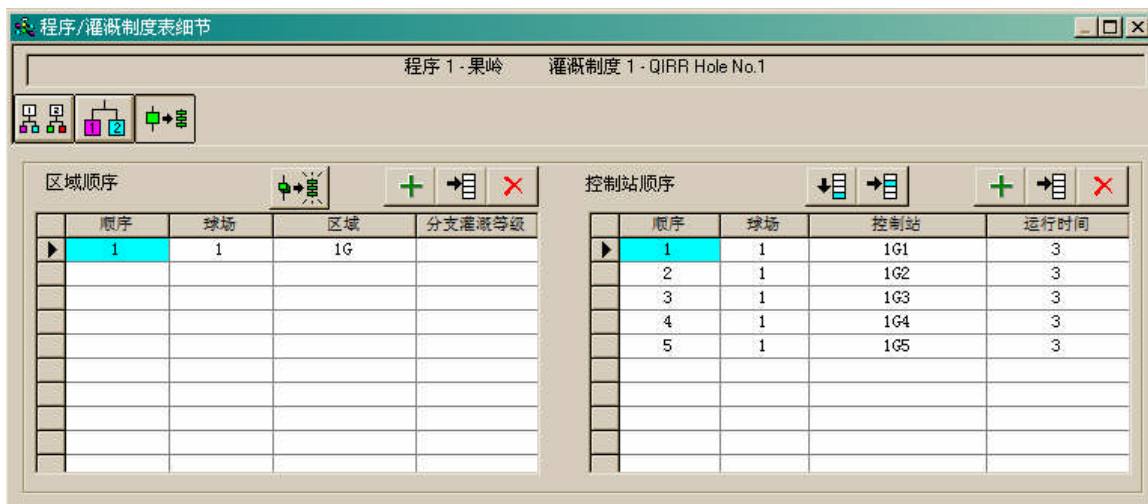 程序/灌溉制度表细节
程序 1 - 果岭 灌溉制度 1 - QIRR Hole No.1
1 2
1 2
区域顺序
顺序 球场 区域 分支灌溉等级
1 1 1G
控制站顺序
顺序 球场 控制站 运行时间
1 1 1G1 3
2 1 1G2 3
3 1 1G3 3
4 1 1G4 3
5 1 1G5 3